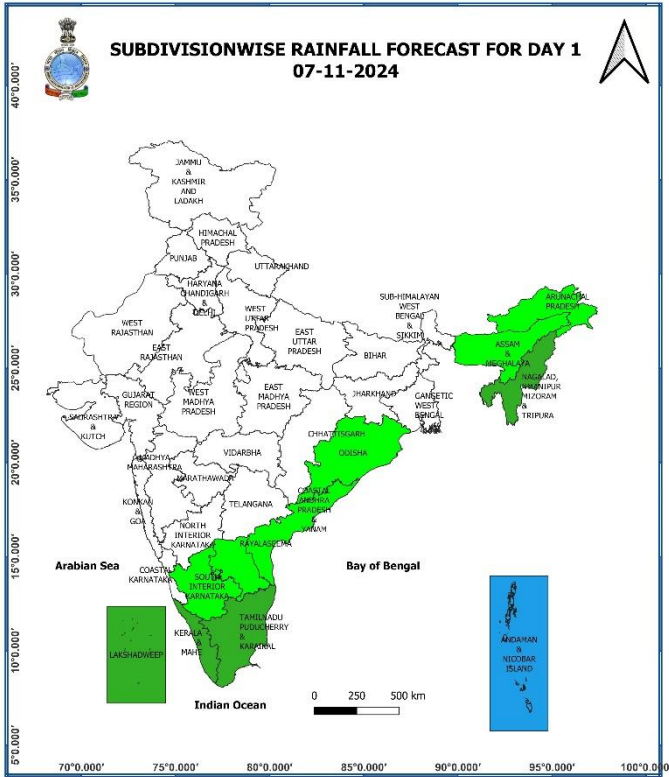 SUBDIVISIONWISE RAINFALL FORECAST FOR DAY 1
07-11-2024
40°0.000'
35°0.000'
30°0.000'
25°0.000'
20°0.000'
15°0.000'
10°0.000'
5°0.000'
JAMMU
&
KASHMIR
AND
LADAKH
HIMACHAL
PRADESH
PUNJAB
UTTARAKHAND
HARYANA
CHANDIGARH
&
DELHI
WEST
RAJASTHAN
EAST
RAJASTHAN
WEST
UTTAR
PRADESH
EAST
UTTAR
PRADESH
SUB-HIMALAYAN
WEST
BENGAL
&
SIKKIM
ARUNACHAL
PRADESH
ASSAM
&
MEGHALAYA
NAGALAD,
MANIPUR
MIZORAM
&
TRIPURA
BIHAR
JHARKHAND
GANGETIC
WEST
BENGAL
GUJARAT
REGION
SAURASHTRA
&
KUTCH
WEST
MADHYA
PRADESH
EAST
MADHYA
PRADESH
CHHATTISGARH
ODISHA
VIDARBHA
MADHYA
MAHARASHTRA
MARATHAWADA
KONKAN
&
GOA
TELANGANA
COASTAL
ANDHRA
PRADESH
&
YANAM
NORTH
INTERIOR
KARNATAKA
RAYALASEEMA
COASTAL
KARNATAKA
SOUTH
INTERIOR
KARNATAKA
Arabian Sea
Bay of Bengal
TAMILNADU
PUDUCHERRY
&
KARAIKAL
KERALA
&
MAHE
LAKSHADWEEP
ANDAMAN
&
NICOBAR
ISLAND
Indian Ocean
0 250 500 km
70°0.000' 75°0.000' 80°0.000' 85°0.000' 90°0.000' 95°0.000' 100°0.000'